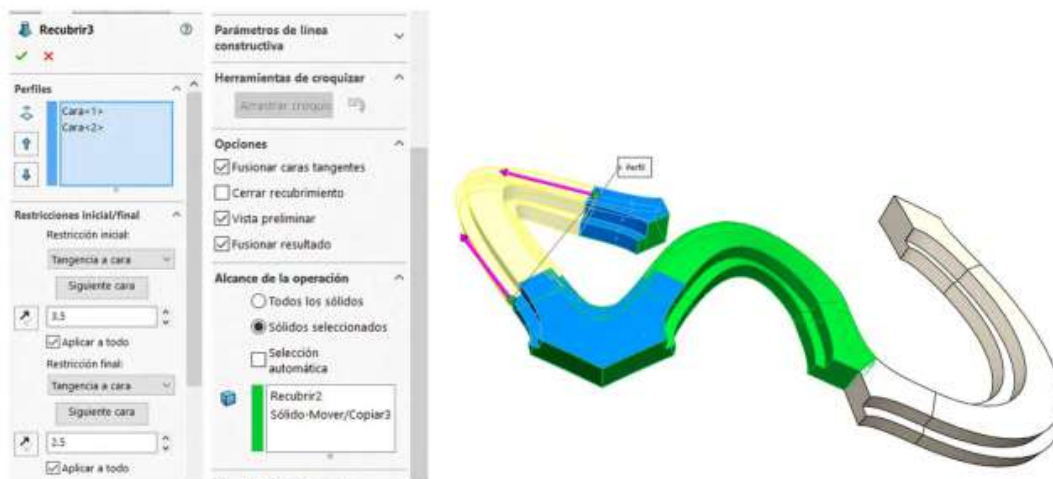 Recubrir3
Perfiles
Cara<1>
Cara<2>
Restricciones inicial/final
Restricción inicial:
Tangencia a cara
Siguiente cara
3.5
Aplicar a todo
Restricción final:
Tangencia a cara
Siguiente cara
2.5
Aplicar a todo
Parámetros de línea
constructiva
Herramientas de croquizar
Arrastrar croquis
Opciones
Fusionar caras tangentes
Cerrar recubrimiento
Vista preliminar
Fusionar resultado
Alcance de la operación
Todos los sólidos
Sólidos seleccionados
Selección
automática
Recubrir2
Sólido-Mover/Copiar3
Perfil